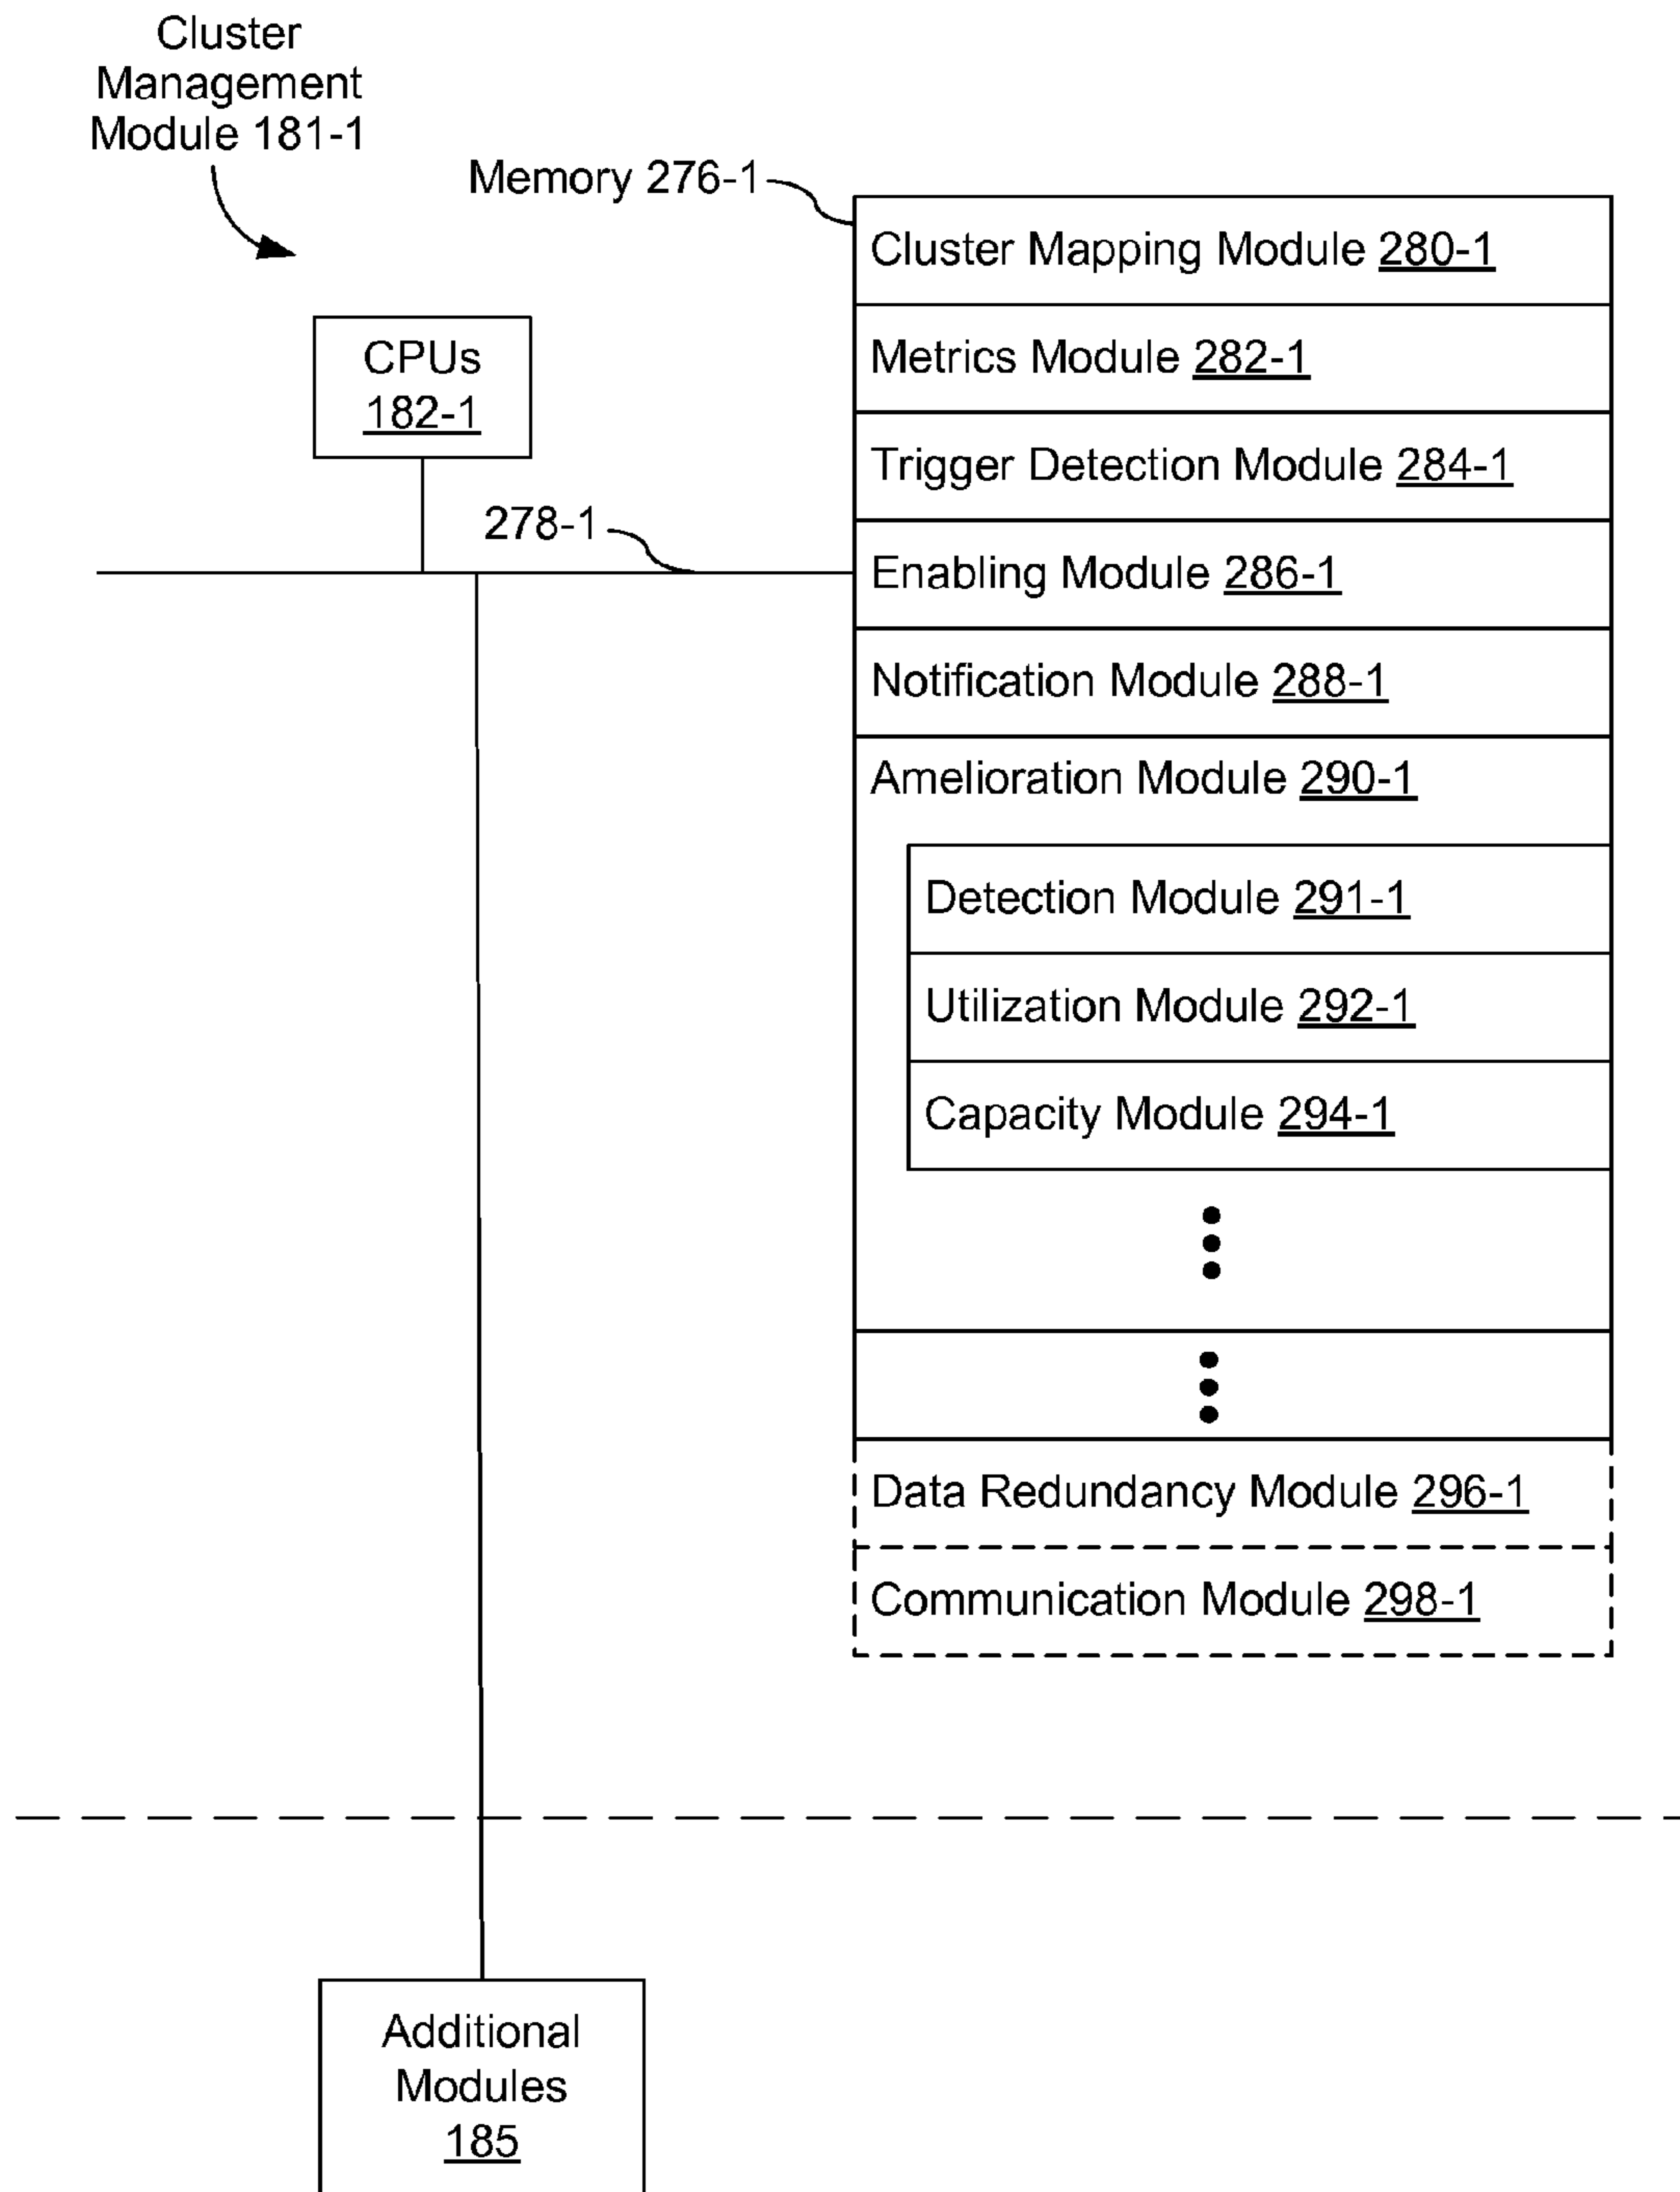 Cluster
Management
Module 181-1
Memory 276-1
Cluster Mapping Module 280-1
CPUs
182-1
Metrics Module 282-1
Trigger Detection Module 284-1
278-1
Enabling Module 286-1
Notification Module 288-1
Amelioration Module 290-1
Detection Module 291-1
Utilization Module 292-1
Capacity Module 294-1
Data Redundancy Module 296-1
Communication Module 298-1
Additional
Modules
185